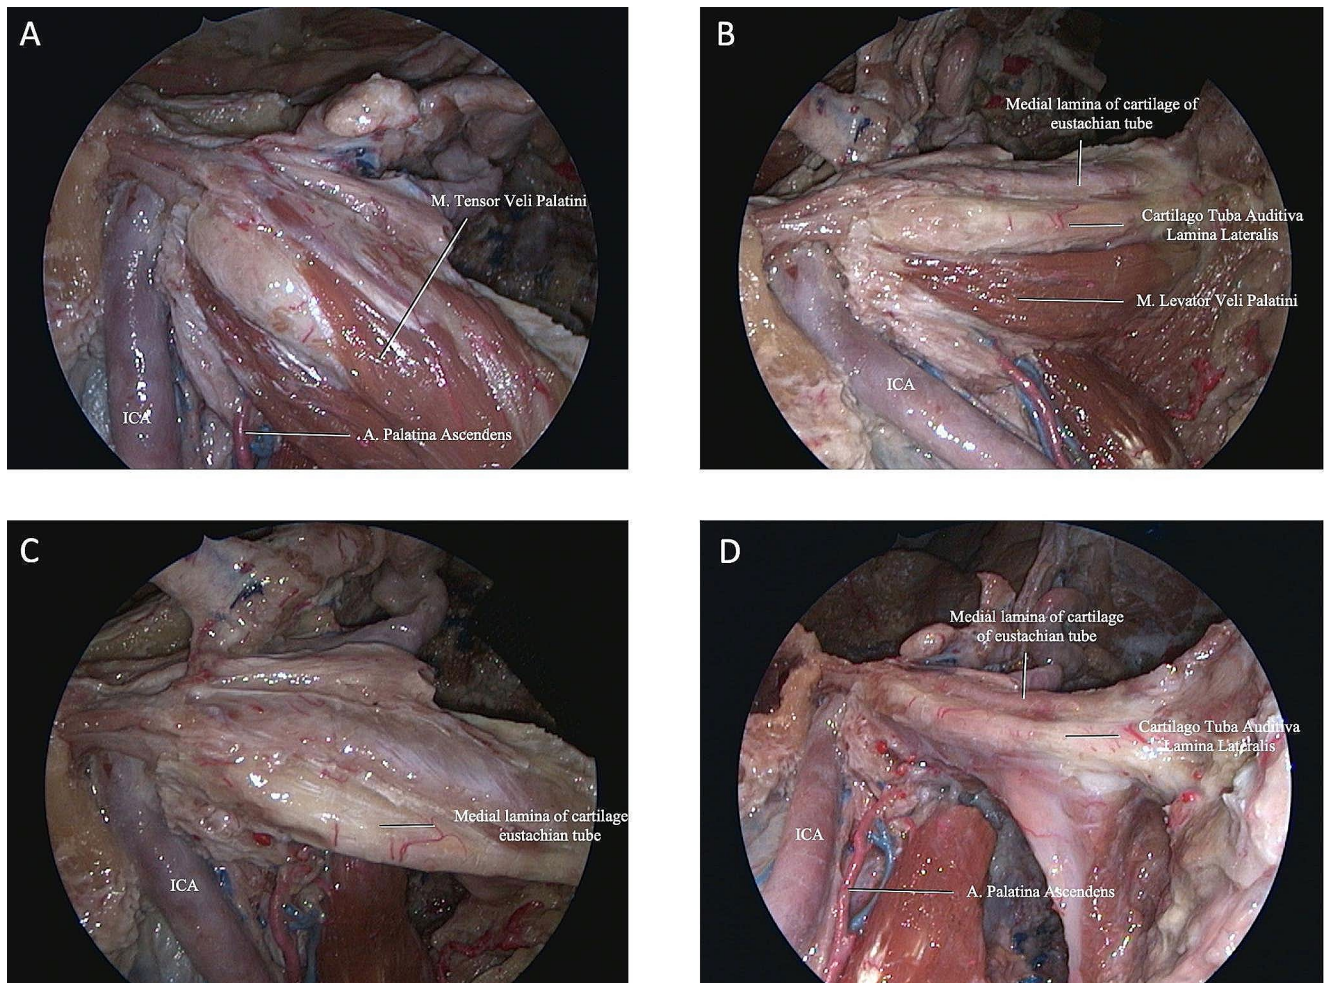 A
M. Tensor Veli Palatini
ICA
A. Palatina Ascendens
B
Medial lamina of cartilage of
eustachian tube
Cartilago Tuba Auditiva
Lamina Lateralis
M. Levator Veli Palatini
ICA
C
Medial lamina of cartilage
eustachian tube
ICA
D
Medial lamina of cartilage
of eustachian tube
Cartilago Tuba Auditiva
Lamina Lateralis
ICA
A. Palatina Ascendens